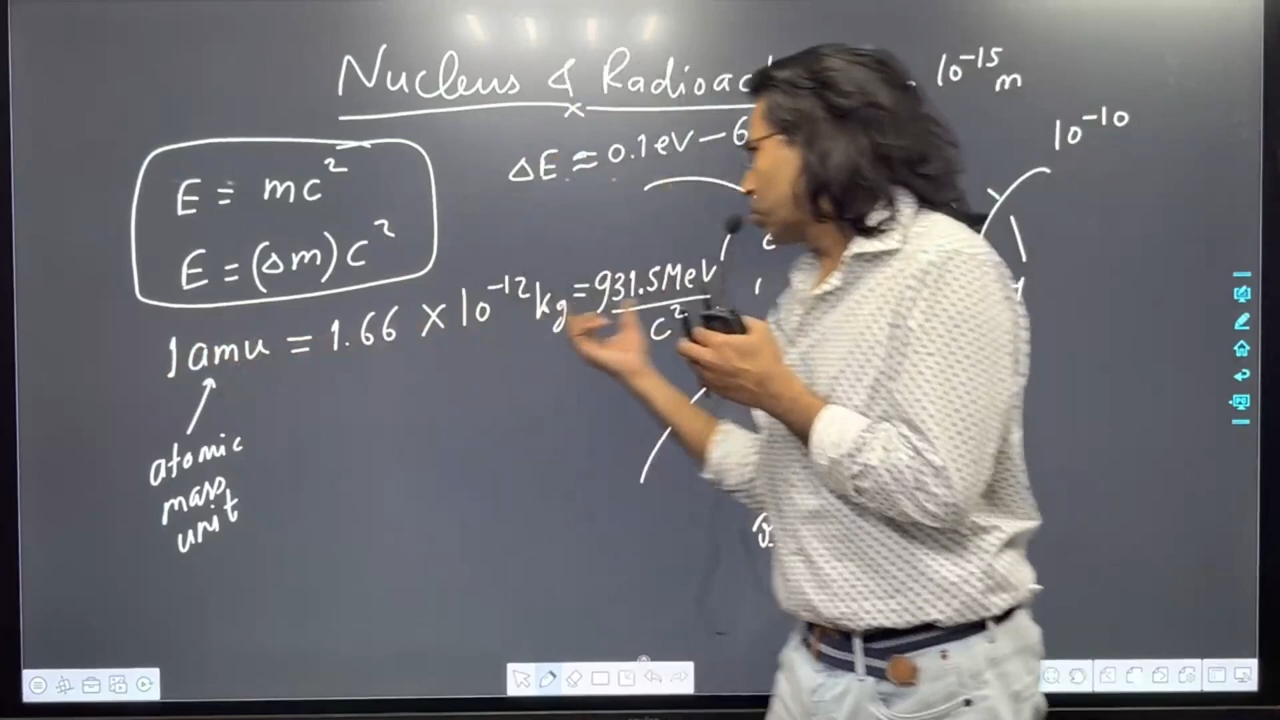 Nucleus & Radioac
10⁻¹⁵ m
ΔE ≈ 0.1eV – 6
10⁻¹⁰
E = mc²
E = (Δm)c²
1amu = 1.66 × 10⁻¹² kg = 931.5MeV/c²
atomic
mass
unit